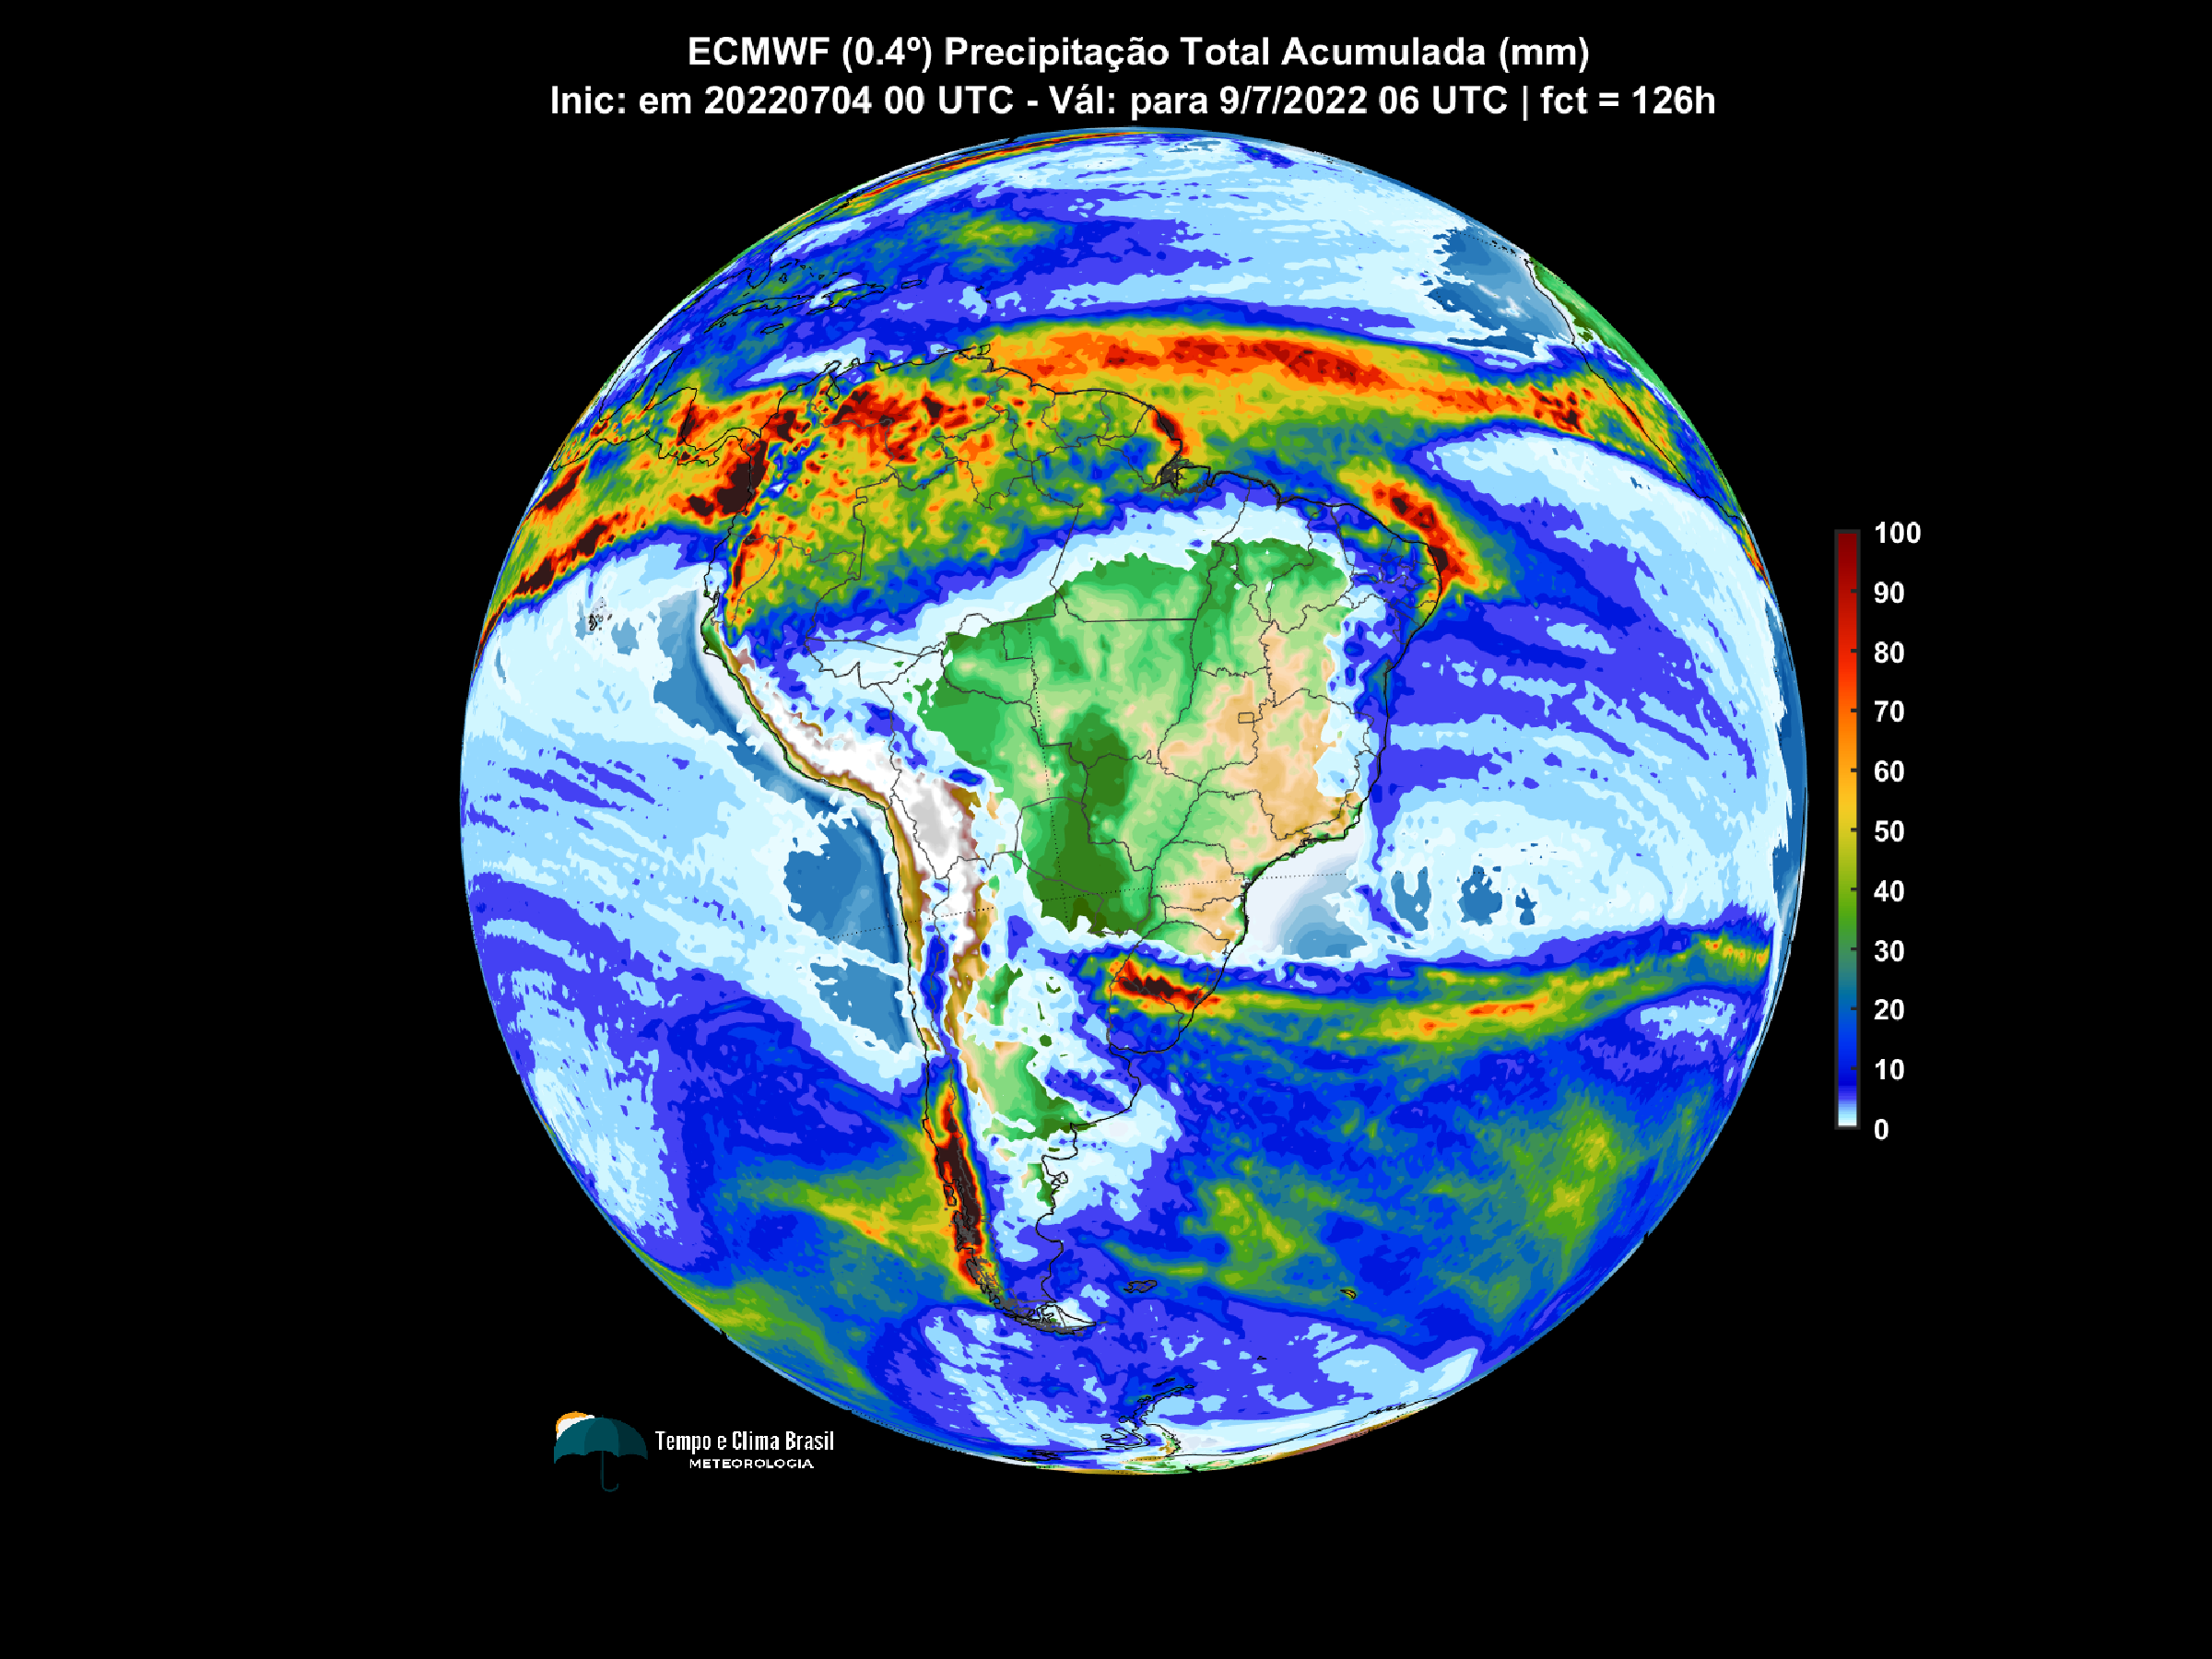 ECMWF (0.4º) Precipitação Total Acumulada (mm)
Inic: em 20220704 00 UTC - Vál: para 9/7/2022 06 UTC | fct = 126h
100
90
80
70
60
50
40
30
20
10
0
Tempo e Clima Brasil
METEOROLOGIA